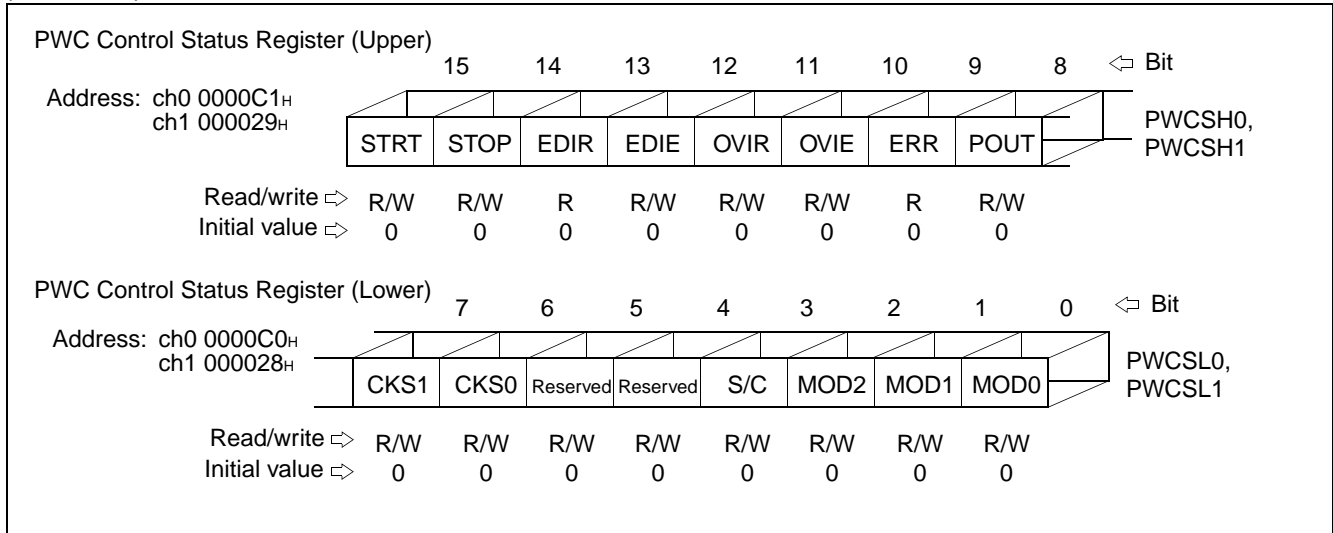 PWC Control Status Register (Upper)
15 14 13 12 11 10 9 8 ⇦ Bit
Address: ch0 0000C1H
ch1 000029H
STRT STOP EDIR EDIE OVIR OVIE ERR POUT
PWCSH0,
PWCSH1
Read/write ⇨ R/W R/W R R/W R/W R/W R R/W
Initial value ⇨ 0 0 0 0 0 0 0 0
PWC Control Status Register (Lower)
7 6 5 4 3 2 1 0 ⇦ Bit
Address: ch0 0000C0H
ch1 000028H
CKS1 CKS0 Reserved Reserved S/C MOD2 MOD1 MOD0
PWCSL0,
PWCSL1
Read/write ⇨ R/W R/W R/W R/W R/W R/W R/W R/W
Initial value ⇨ 0 0 0 0 0 0 0 0